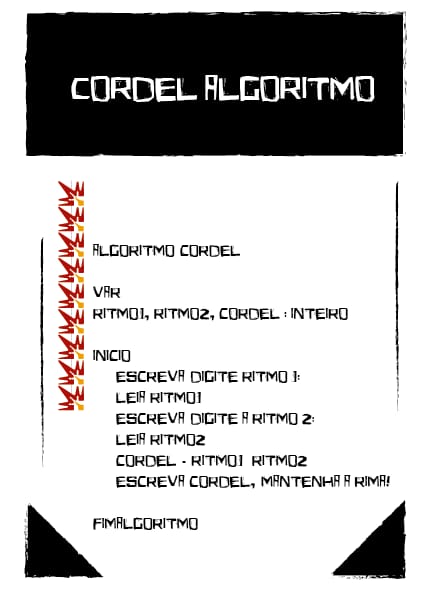 CORDEL ALGORITMO
ALGORITMO CORDEL
VAR
RITMO1, RITMO2, CORDEL : INTEIRO
INICIO
ESCREVA DIGITE RITMO 1:
LEIA RITMO1
ESCREVA DIGITE A RITMO 2:
LEIA RITMO2
CORDEL - RITMO1 RITMO2
ESCREVA CORDEL, MANTENHA A RIMA!
FIMALGORITMO